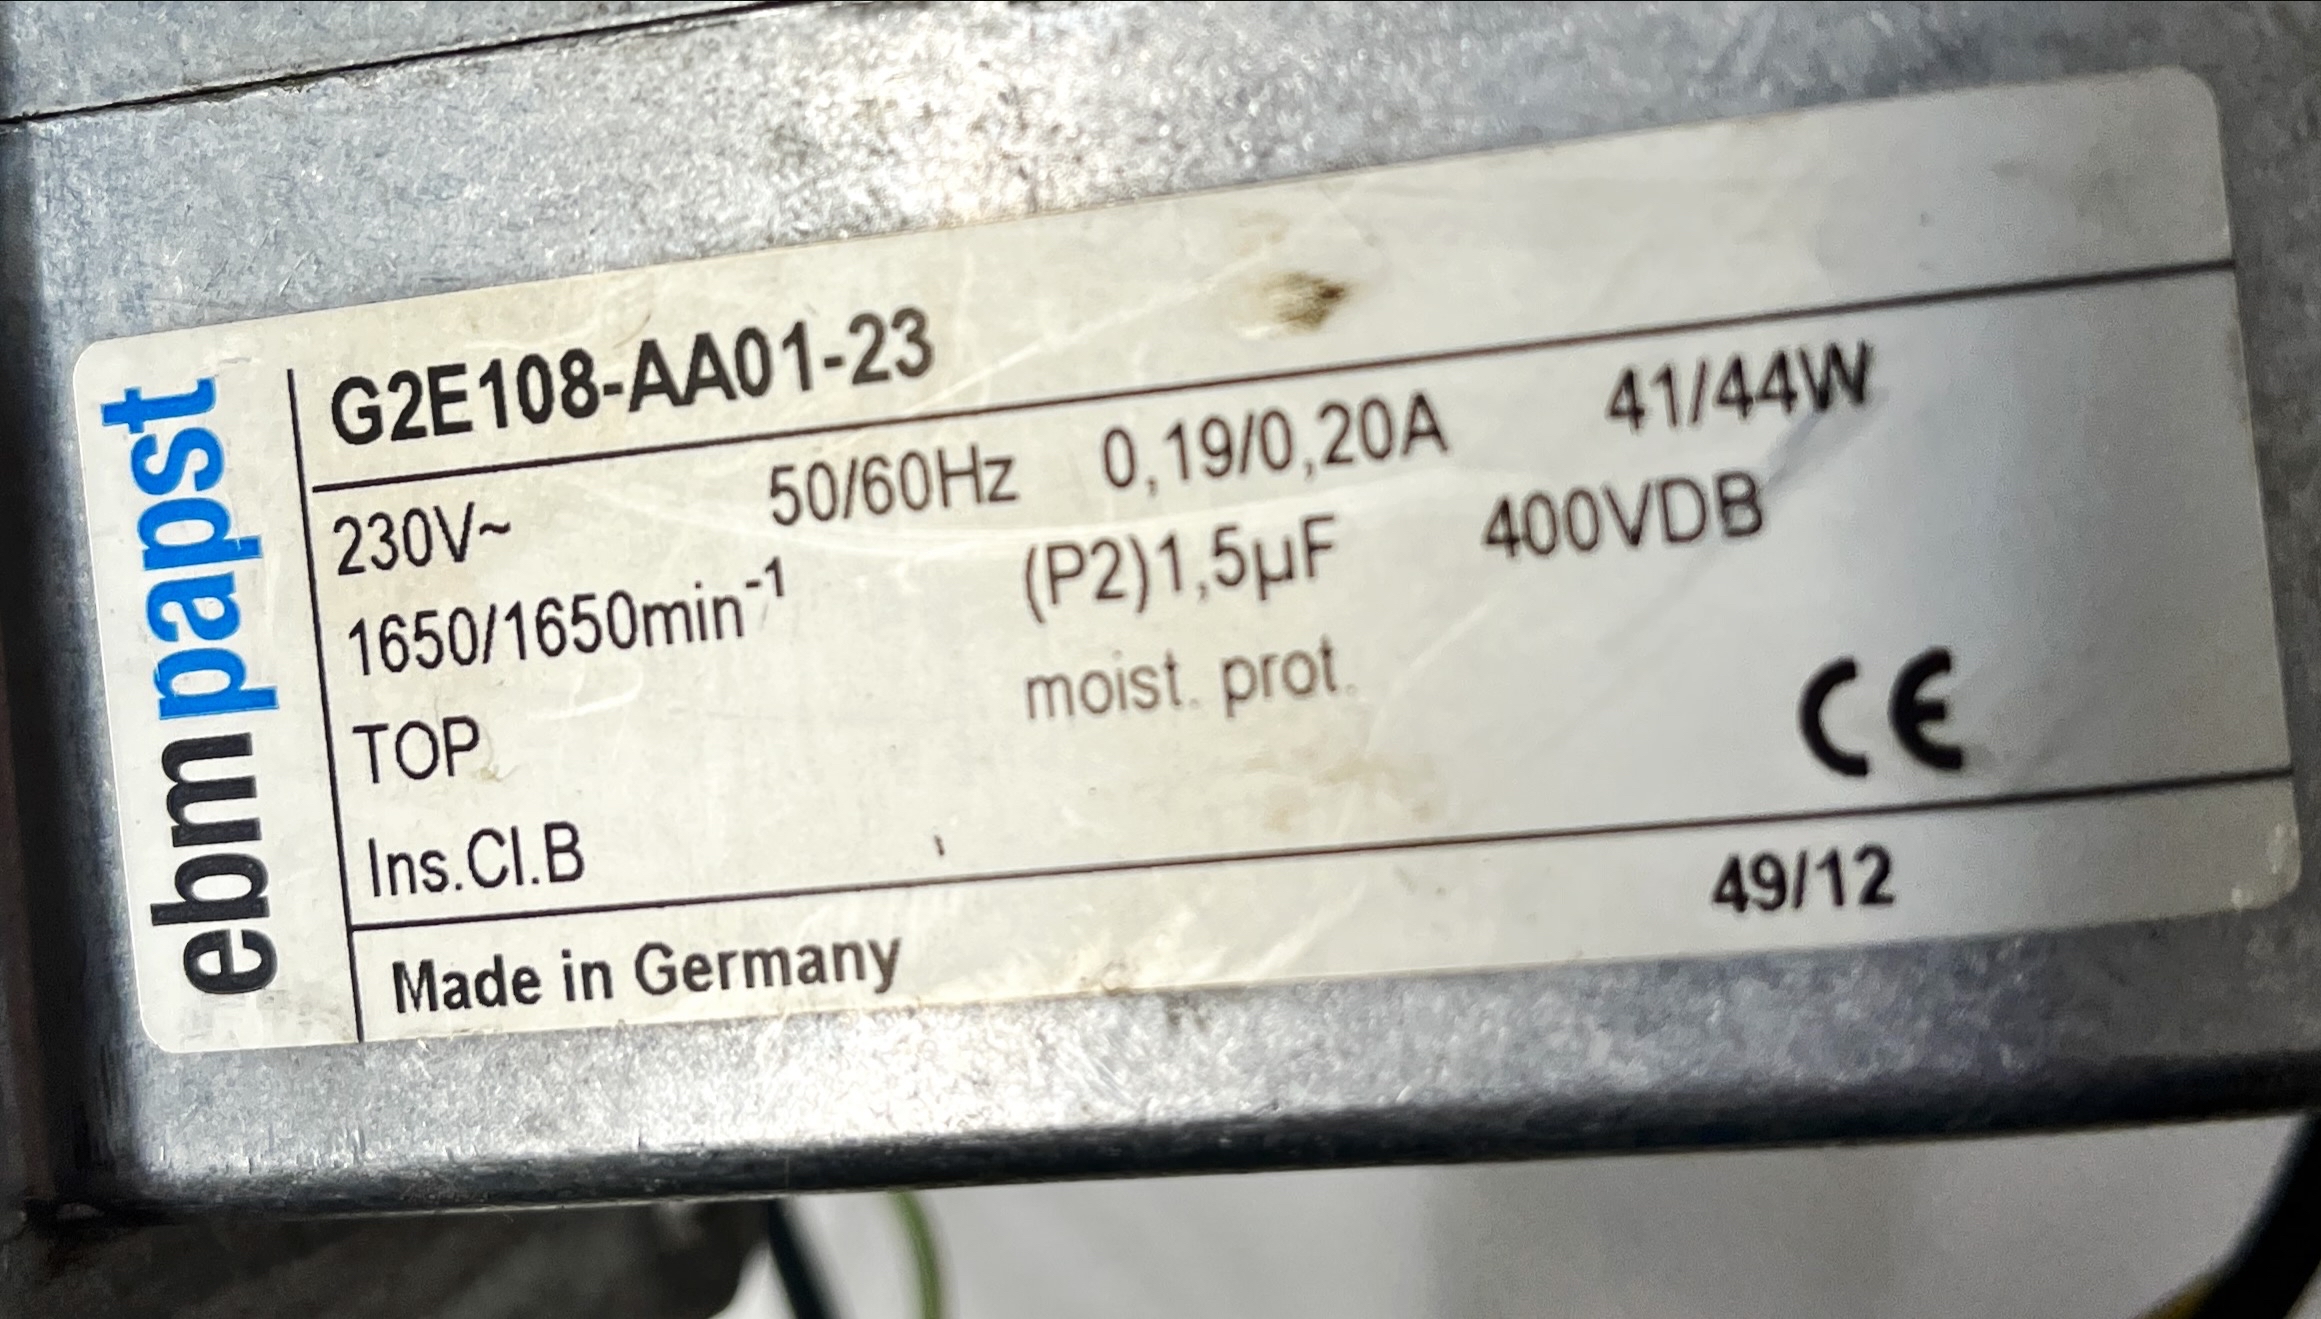 ebmpapst
G2E108-AA01-23
230V~ 50/60Hz 0,19/0,20A 41/44W
1650/1650min⁻¹ (P2)1,5µF 400VDB
TOP moist. prot.
Ins.Cl.B CE
Made in Germany 49/12